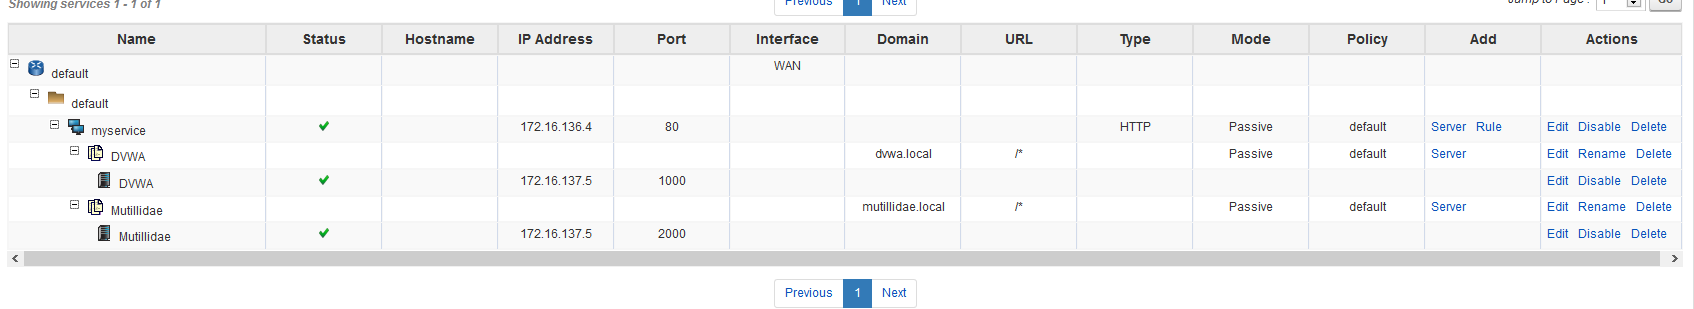 Showing services 1 - 1 of 1
Previous 1 Next
Jump to Page : 1 Go
Name Status Hostname IP Address Port Interface Domain URL Type Mode Policy Add Actions
default WAN
default
myservice 172.16.136.4 80 HTTP Passive default Server Rule Edit Disable Delete
DVWA dvwa.local /* Passive default Server Edit Rename Delete
DVWA 172.16.137.5 1000 Edit Disable Delete
Mutillidae mutillidae.local /* Passive default Server Edit Rename Delete
Mutillidae 172.16.137.5 2000 Edit Disable Delete
Previous 1 Next